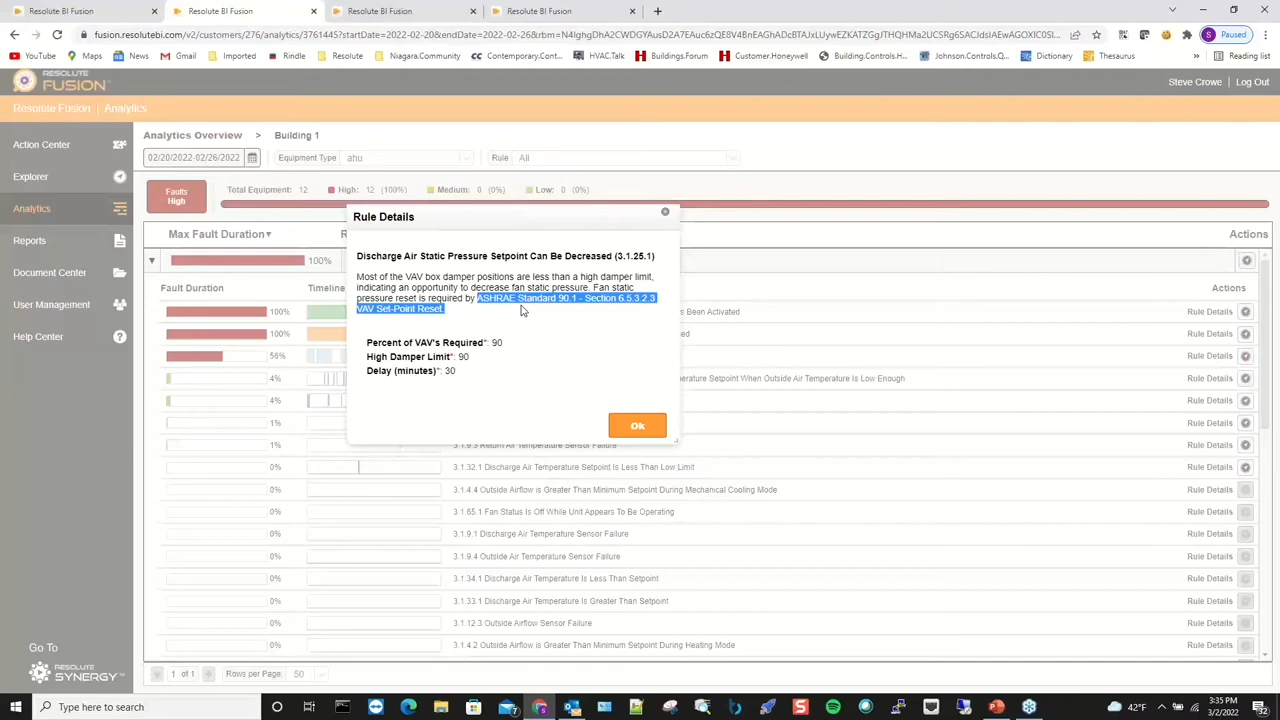 Resolute BI Fusion
Resolute BI Fusion
Resolute BI Fusion
Resolute BI Fusion
fusion.resolutebi.com/v2/customers/276/analytics/376144S?startDate=2022-02-20&endDate=2022-02-26&rbm=
Paused
YouTube
Maps
News
Gmail
Imported
Resolute
Niagara.Community
Contemporary.Cont...
HVAC.Talk
Buildings.Forum
Customer.Honeywell
Building.Controls.H...
Johnson.Controls.Q...
Dictionary
Thesaurus
Reading list
RESOLUTE
FUSION
Steve Crowe
Log Out
Resolute Fusion
Analytics
Action Center
Explorer
Analytics
Reports
Document Center
User Management
Help Center
Go To
RESOLUTE
SYNERGY
Analytics Overview > Building 1
02/20/2022-02/26/2022
Equipment Type ahu
Rule All
Faults
High
Total Equipment: 12 High: 12 (100%) Medium: 0 (0%) Low: 0 (0%)
Max Fault Duration▾ Actions
100%
Fault Duration Timeline Actions
100% Been Activated Rule Details
100% Rule Details
56% Rule Details
4% Setpoint When Outside Air Temperature Is Low Enough Rule Details
4% Rule Details
1% Rule Details
1% 3.1.9.3 Return Air Temperature Sensor Failure Rule Details
0% 3.1.32.1 Discharge Air Temperature Setpoint Is Less Than Low Limit Rule Details
0% 3.1.4.4 Outside Airflow is Greater Than Minimum Setpoint During Mechanical Cooling Mode Rule Details
0% 3.1.65.1 Fan Status Is Off While Unit Appears To Be Operating Rule Details
0% 3.1.9.1 Discharge Air Temperature Sensor Failure Rule Details
0% 3.1.9.4 Outside Air Temperature Sensor Failure Rule Details
0% 3.1.34.1 Discharge Air Temperature Is Less Than Setpoint Rule Details
0% 3.1.33.1 Discharge Air Temperature Is Greater Than Setpoint Rule Details
0% 3.1.12.3 Outside Airflow Sensor Failure Rule Details
0% 3.1.4.2 Outside Airflow is Greater Than Minimum Setpoint During Heating Mode Rule Details
1 of 1 Rows per Page: 50
Rule Details
Discharge Air Static Pressure Setpoint Can Be Decreased (3.1.25.1)
Most of the VAV box damper positions are less than a high damper limit,
indicating an opportunity to decrease fan static pressure. Fan static
pressure reset is required by ASHRAE Standard 90.1 - Section 6.5.3.2.3
VAV Set-Point Reset.
Percent of VAV's Required*: 90
High Damper Limit*: 90
Delay (minutes)*: 30
Ok
Type here to search
42°F
3:35 PM
3/2/2022